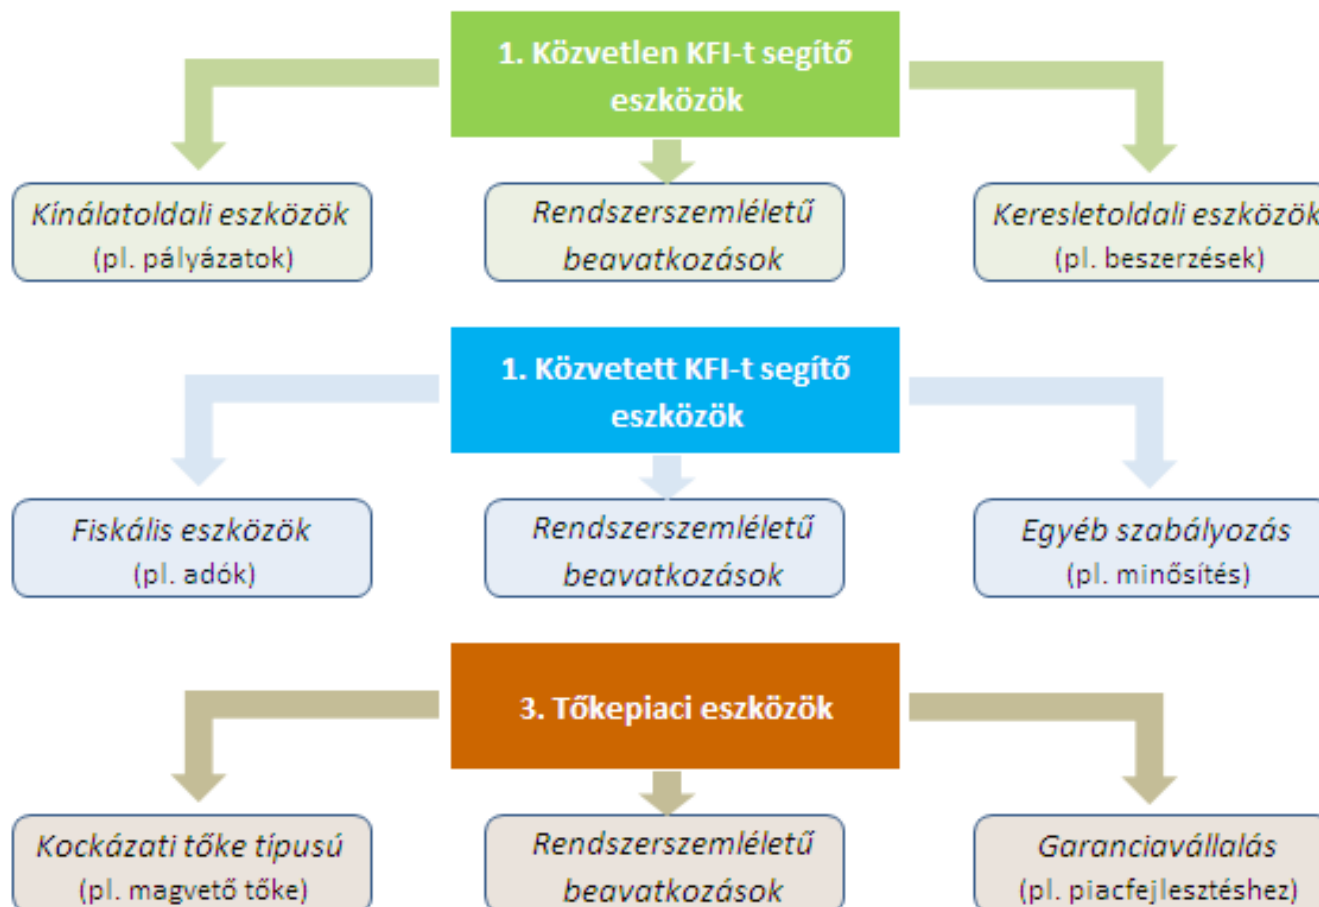 1. Közvetlen KFI-t segítő
eszközök
Kínálatoldali eszközök
(pl. pályázatok)
Rendszerszemléletű
beavatkozások
Keresletoldali eszközök
(pl. beszerzések)
1. Közvetett KFI-t segítő
eszközök
Fiskális eszközök
(pl. adók)
Rendszerszemléletű
beavatkozások
Egyéb szabályozás
(pl. minősítés)
3. Tőkepiaci eszközök
Kockázati tőke típusú
(pl. magvető tőke)
Rendszerszemléletű
beavatkozások
Garanciavállalás
(pl. piacfejlesztéshez)